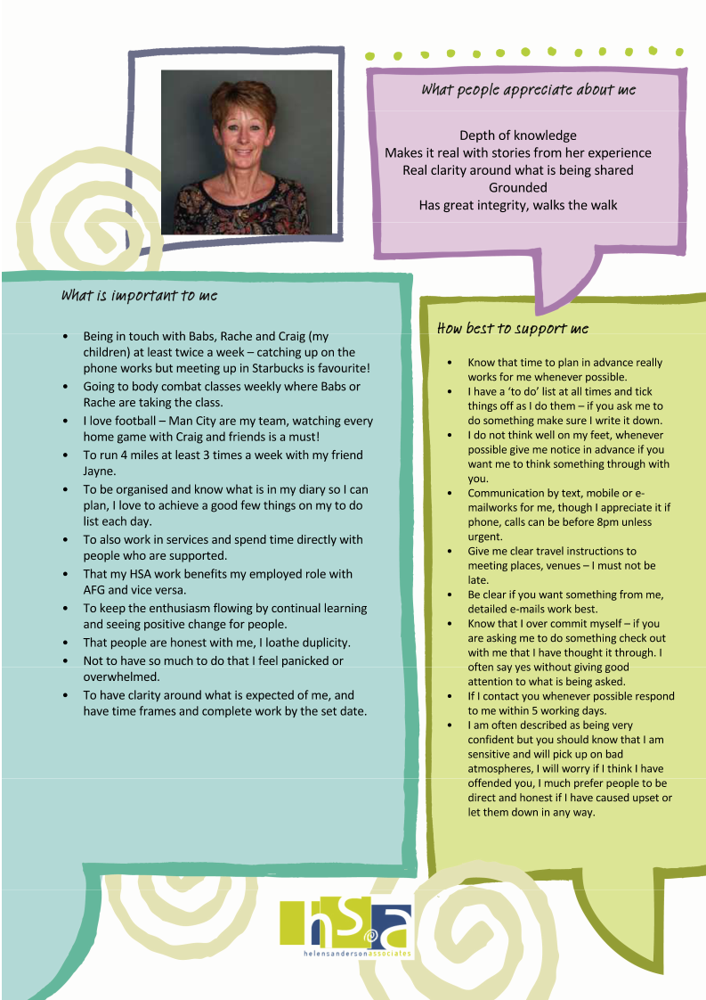 What people appreciate about me
Depth of knowledge
Makes it real with stories from her experience
Real clarity around what is being shared
Grounded
Has great integrity, walks the walk
What is important to me
• Being in touch with Babs, Rache and Craig (my
children) at least twice a week – catching up on the
phone works but meeting up in Starbucks is favourite!
• Going to body combat classes weekly where Babs or
Rache are taking the class.
• I love football – Man City are my team, watching every
home game with Craig and friends is a must!
• To run 4 miles at least 3 times a week with my friend
Jayne.
• To be organised and know what is in my diary so I can
plan, I love to achieve a good few things on my to do
list each day.
• To also work in services and spend time directly with
people who are supported.
• That my HSA work benefits my employed role with
AFG and vice versa.
• To keep the enthusiasm flowing by continual learning
and seeing positive change for people.
• That people are honest with me, I loathe duplicity.
• Not to have so much to do that I feel panicked or
overwhelmed.
• To have clarity around what is expected of me, and
have time frames and complete work by the set date.
How best to support me
• Know that time to plan in advance really
works for me whenever possible.
• I have a ‘to do’ list at all times and tick
things off as I do them – if you ask me to
do something make sure I write it down.
• I do not think well on my feet, whenever
possible give me notice in advance if you
want me to think something through with
you.
• Communication by text, mobile or e-
mailworks for me, though I appreciate it if
phone, calls can be before 8pm unless
urgent.
• Give me clear travel instructions to
meeting places, venues – I must not be
late.
• Be clear if you want something from me,
detailed e-mails work best.
• Know that I over commit myself – if you
are asking me to do something check out
with me that I have thought it through. I
often say yes without giving good
attention to what is being asked.
• If I contact you whenever possible respond
to me within 5 working days.
• I am often described as being very
confident but you should know that I am
sensitive and will pick up on bad
atmospheres, I will worry if I think I have
offended you, I much prefer people to be
direct and honest if I have caused upset or
let them down in any way.
hsa
helensandersonassociates